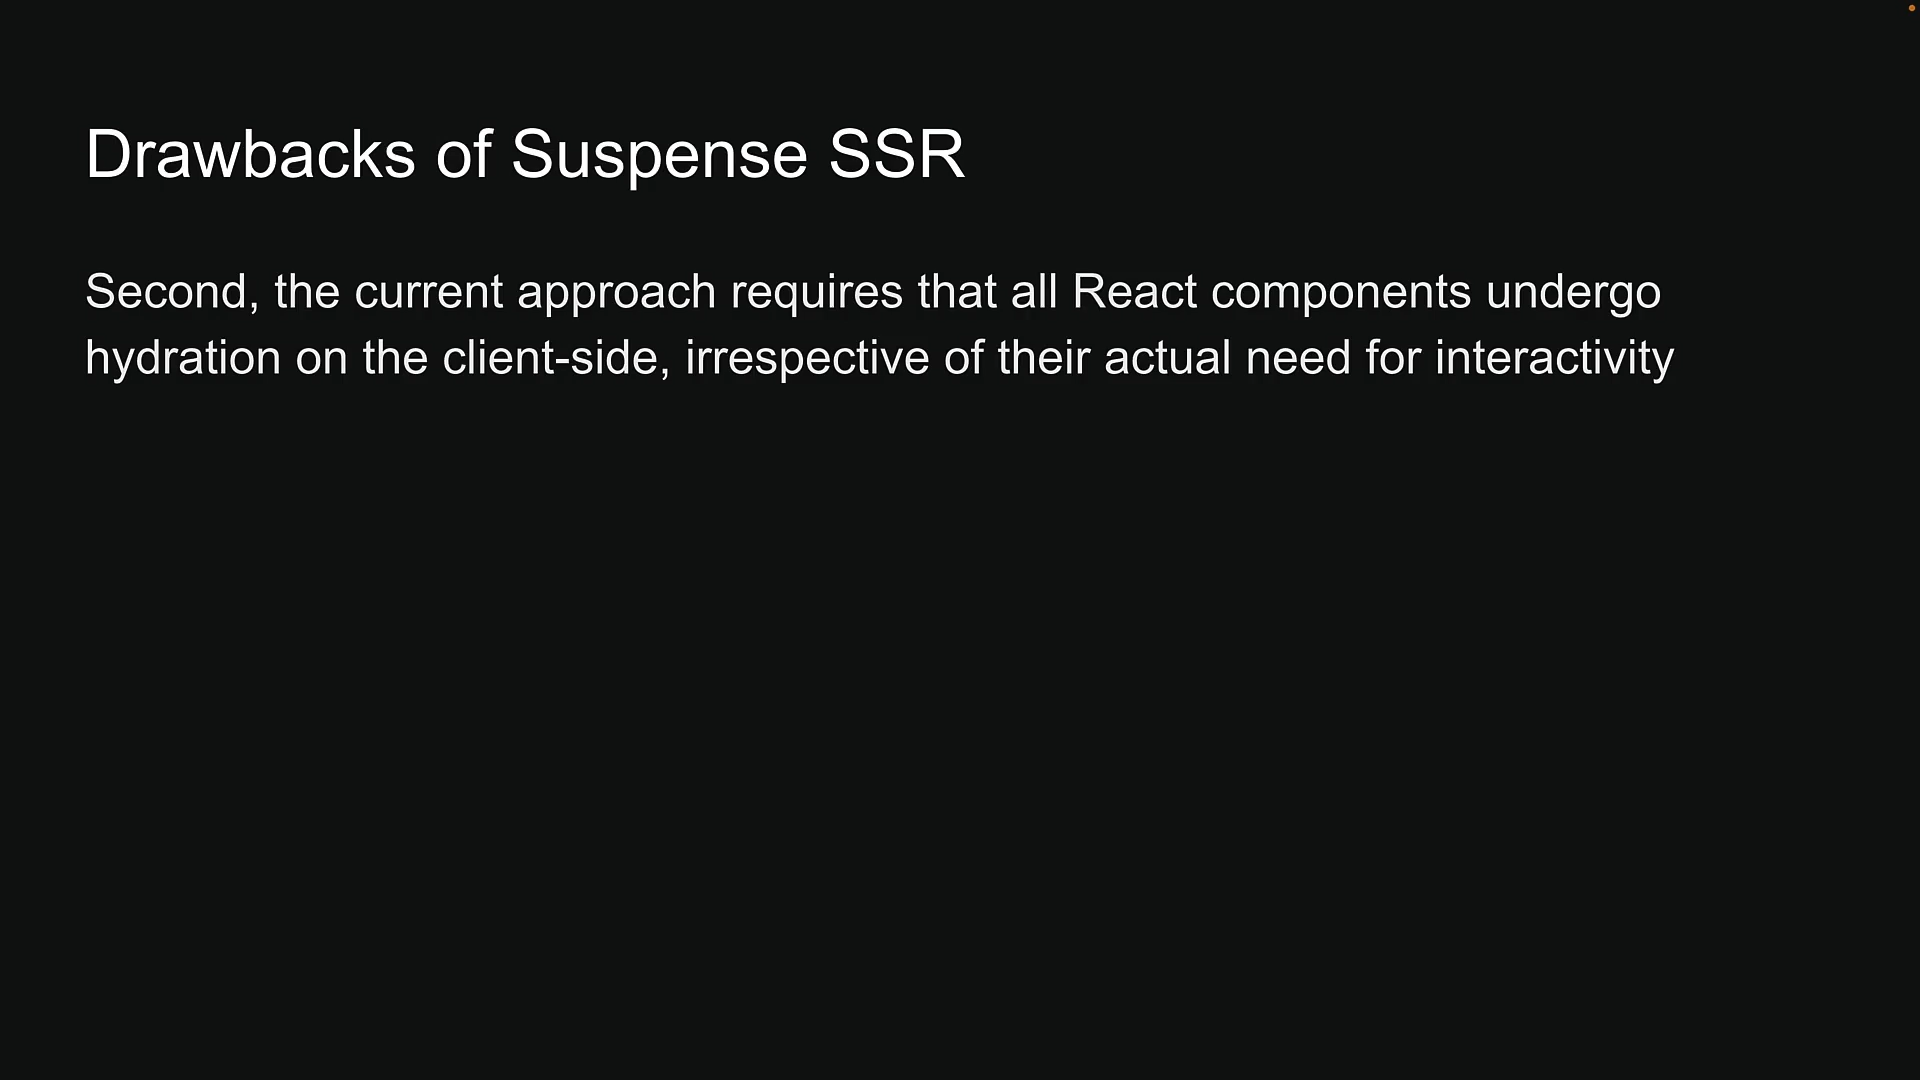 Drawbacks of Suspense SSR
Second, the current approach requires that all React components undergo
hydration on the client-side, irrespective of their actual need for interactivity